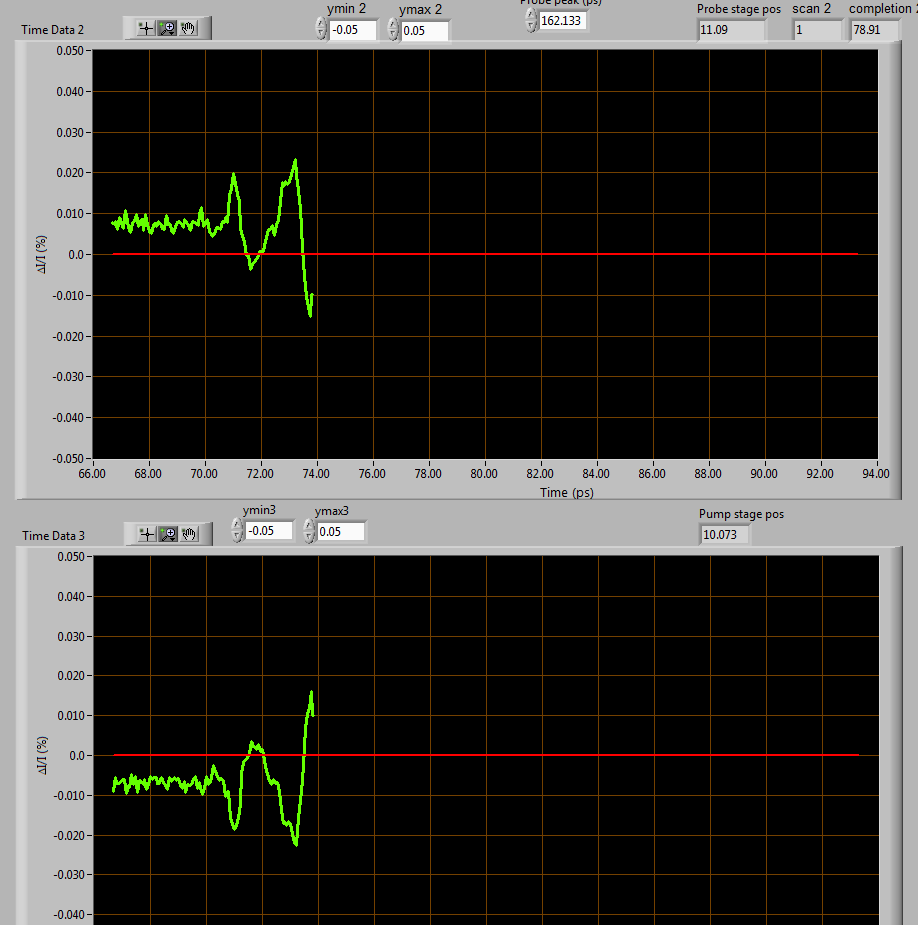 Probe peak (ps)
ymin 2 ymax 2 Probe stage pos scan 2 completion 2
Time Data 2 -0.05 0.05 162.133 11.09 1 78.91
0.050
0.040
0.030
0.020
0.010
0.0
-0.010
-0.020
-0.030
-0.040
-0.050
ΔI/I (%)
66.00 68.00 70.00 72.00 74.00 76.00 78.00 80.00 82.00 84.00 86.00 88.00 90.00 92.00 94.00
Time (ps)
ymin3 ymax3 Pump stage pos
Time Data 3 -0.05 0.05 10.073
0.050
0.040
0.030
0.020
0.010
0.0
-0.010
-0.020
-0.030
-0.040
ΔI/I (%)